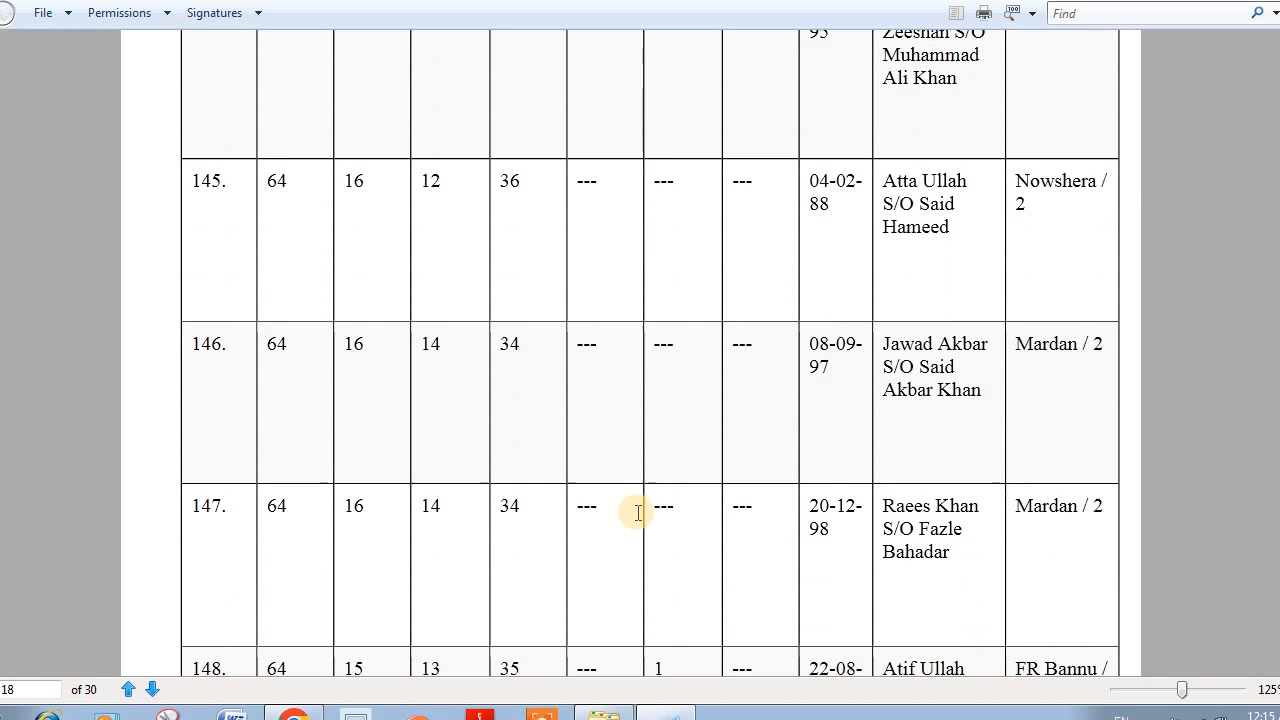 File Permissions Signatures Find
95 Zeeshan S/O
Muhammad
Ali Khan
145. 64 16 12 36 --- --- --- 04-02- Atta Ullah Nowshera /
88 S/O Said 2
Hameed
146. 64 16 14 34 --- --- --- 08-09- Jawad Akbar Mardan / 2
97 S/O Said
Akbar Khan
147. 64 16 14 34 --- --- --- 20-12- Raees Khan Mardan / 2
98 S/O Fazle
Bahadar
148. 64 15 13 35 --- 1 --- 22-08- Atif Ullah FR Bannu /
18 of 30 125%
EN 12:15